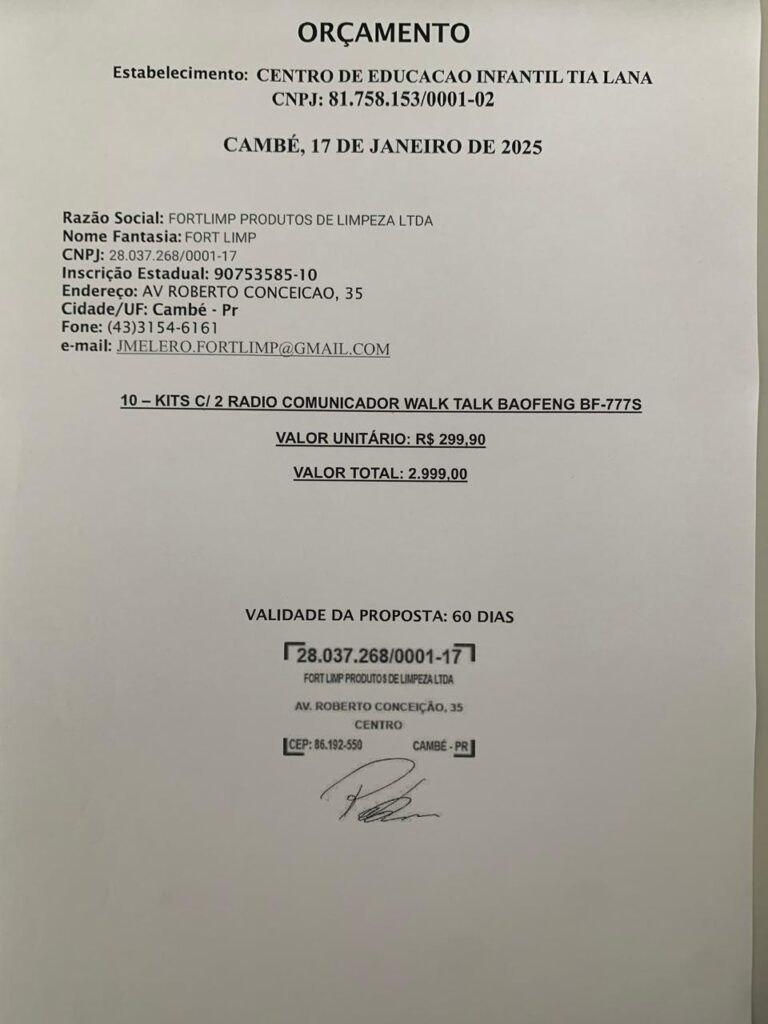 ORÇAMENTO
Estabelecimento: CENTRO DE EDUCACAO INFANTIL TIA LANA
CNPJ: 81.758.153/0001-02
CAMBÉ, 17 DE JANEIRO DE 2025
Razão Social: FORTLIMP PRODUTOS DE LIMPEZA LTDA
Nome Fantasia: FORT LIMP
CNPJ: 28.037.268/0001-17
Inscrição Estadual: 90753585-10
Endereço: AV ROBERTO CONCEICAO, 35
Cidade/UF: Cambé - Pr
Fone: (43)3154-6161
e-mail: JMELERO.FORTLIMP@GMAIL.COM
10 – KITS C/ 2 RADIO COMUNICADOR WALK TALK BAOFENG BF-777S
VALOR UNITÁRIO: R$ 299,90
VALOR TOTAL: 2.999,00
VALIDADE DA PROPOSTA: 60 DIAS
28.037.268/0001-17
FORT LIMP PRODUTOS DE LIMPEZA LTDA
AV. ROBERTO CONCEIÇÃO, 35
CENTRO
CEP: 86.192-550 CAMBÉ - PR